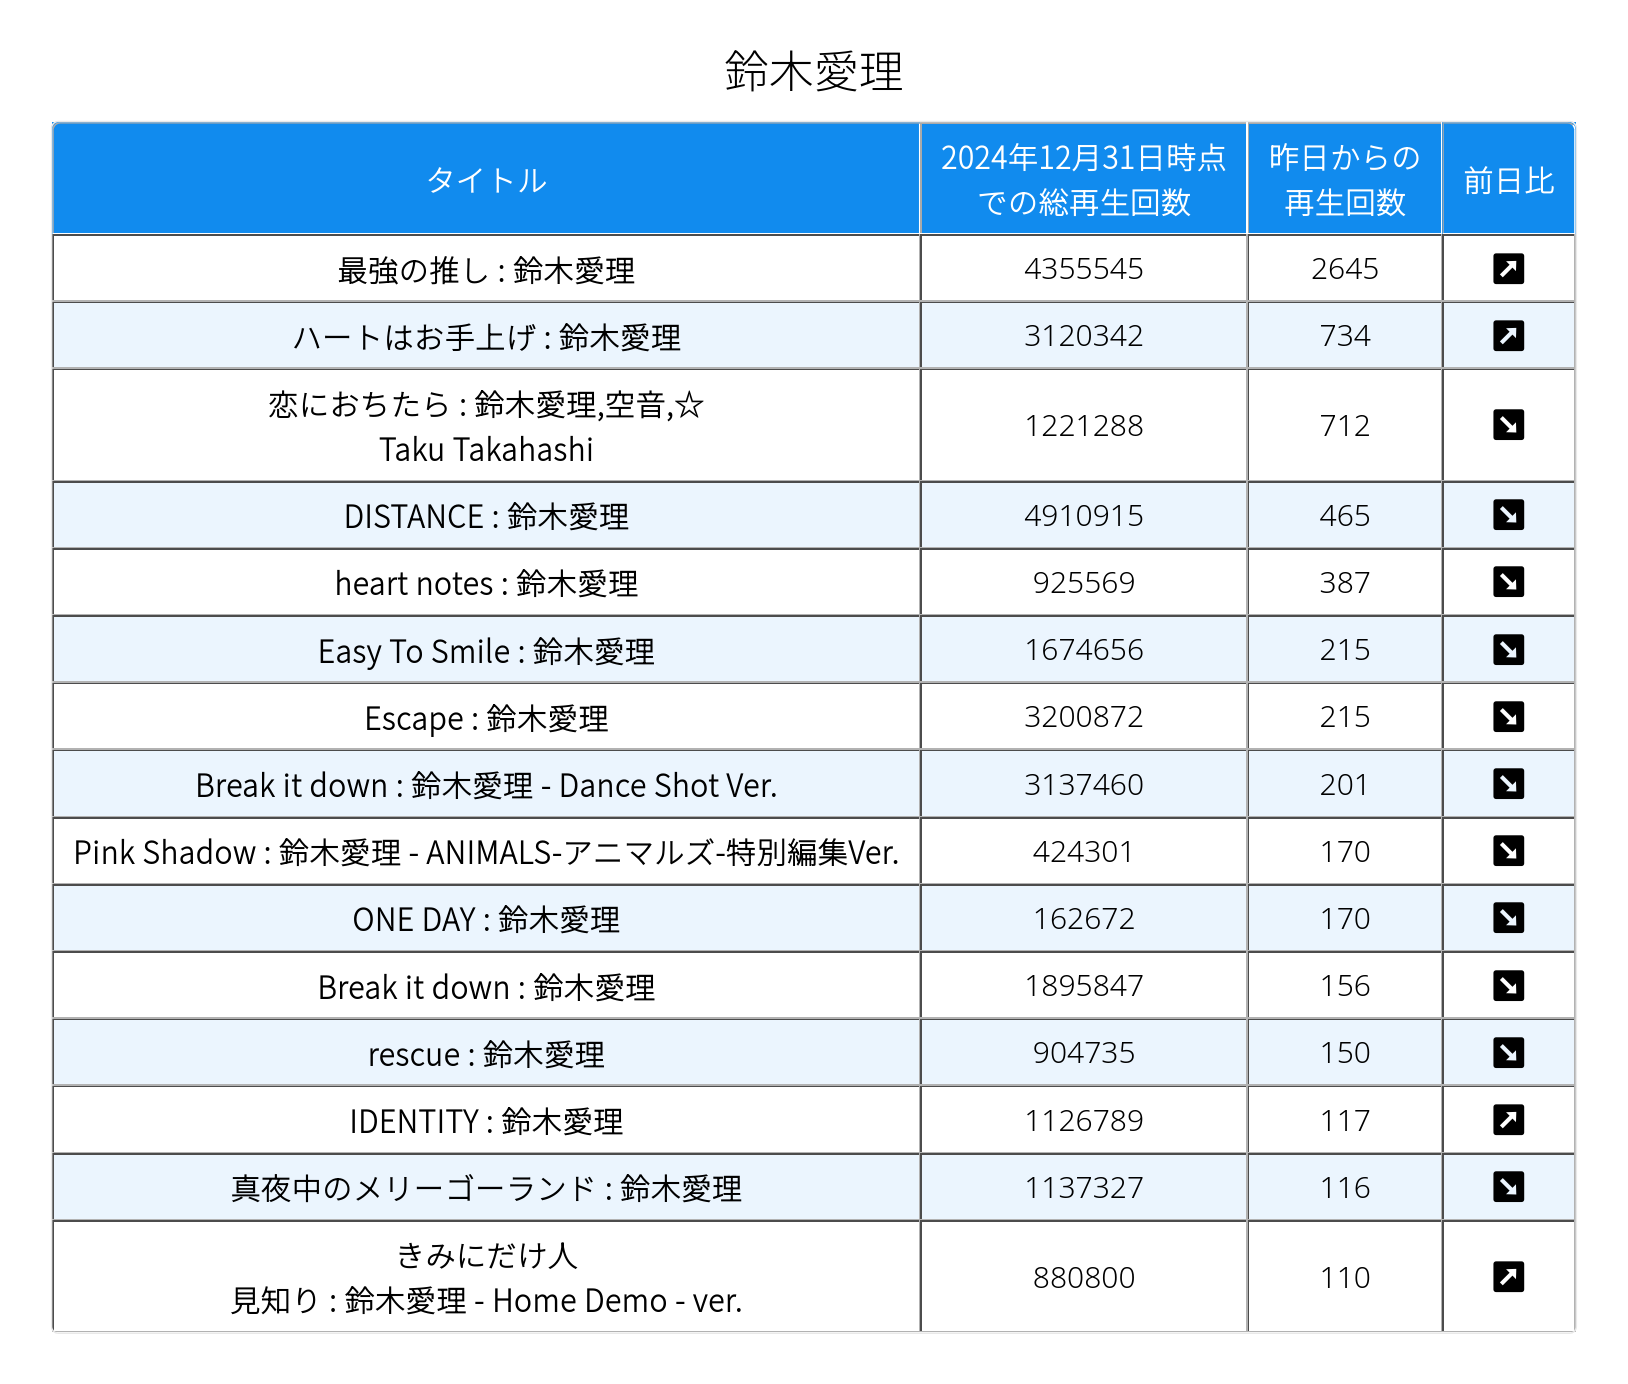 鈴木愛理
タイトル
2024年12月31日時点
での総再生回数
昨日からの
再生回数
前日比
最強の推し : 鈴木愛理
4355545
2645
ハートはお手上げ : 鈴木愛理
3120342
734
恋におちたら : 鈴木愛理,空音,☆
Taku Takahashi
1221288
712
DISTANCE : 鈴木愛理
4910915
465
heart notes : 鈴木愛理
925569
387
Easy To Smile : 鈴木愛理
1674656
215
Escape : 鈴木愛理
3200872
215
Break it down : 鈴木愛理 - Dance Shot Ver.
3137460
201
Pink Shadow : 鈴木愛理 - ANIMALS-アニマルズ-特別編集Ver.
424301
170
ONE DAY : 鈴木愛理
162672
170
Break it down : 鈴木愛理
1895847
156
rescue : 鈴木愛理
904735
150
IDENTITY : 鈴木愛理
1126789
117
真夜中のメリーゴーランド : 鈴木愛理
1137327
116
きみにだけ人
見知り : 鈴木愛理 - Home Demo - ver.
880800
110